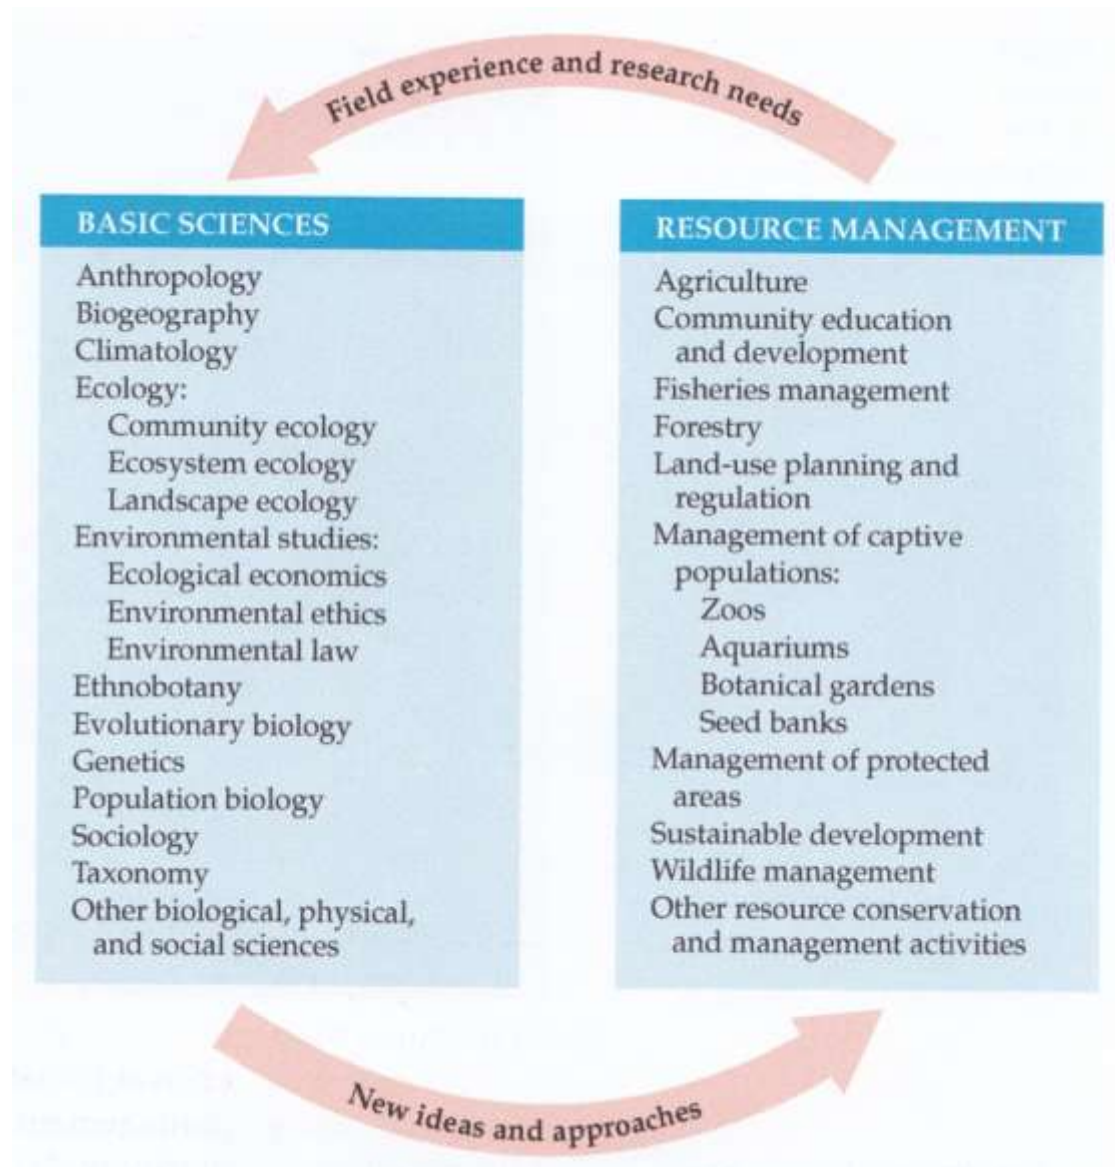 Field experience and research needs
BASIC SCIENCES
Anthropology
Biogeography
Climatology
Ecology:
Community ecology
Ecosystem ecology
Landscape ecology
Environmental studies:
Ecological economics
Environmental ethics
Environmental law
Ethnobotany
Evolutionary biology
Genetics
Population biology
Sociology
Taxonomy
Other biological, physical,
and social sciences
RESOURCE MANAGEMENT
Agriculture
Community education
and development
Fisheries management
Forestry
Land-use planning and
regulation
Management of captive
populations:
Zoos
Aquariums
Botanical gardens
Seed banks
Management of protected
areas
Sustainable development
Wildlife management
Other resource conservation
and management activities
New ideas and approaches